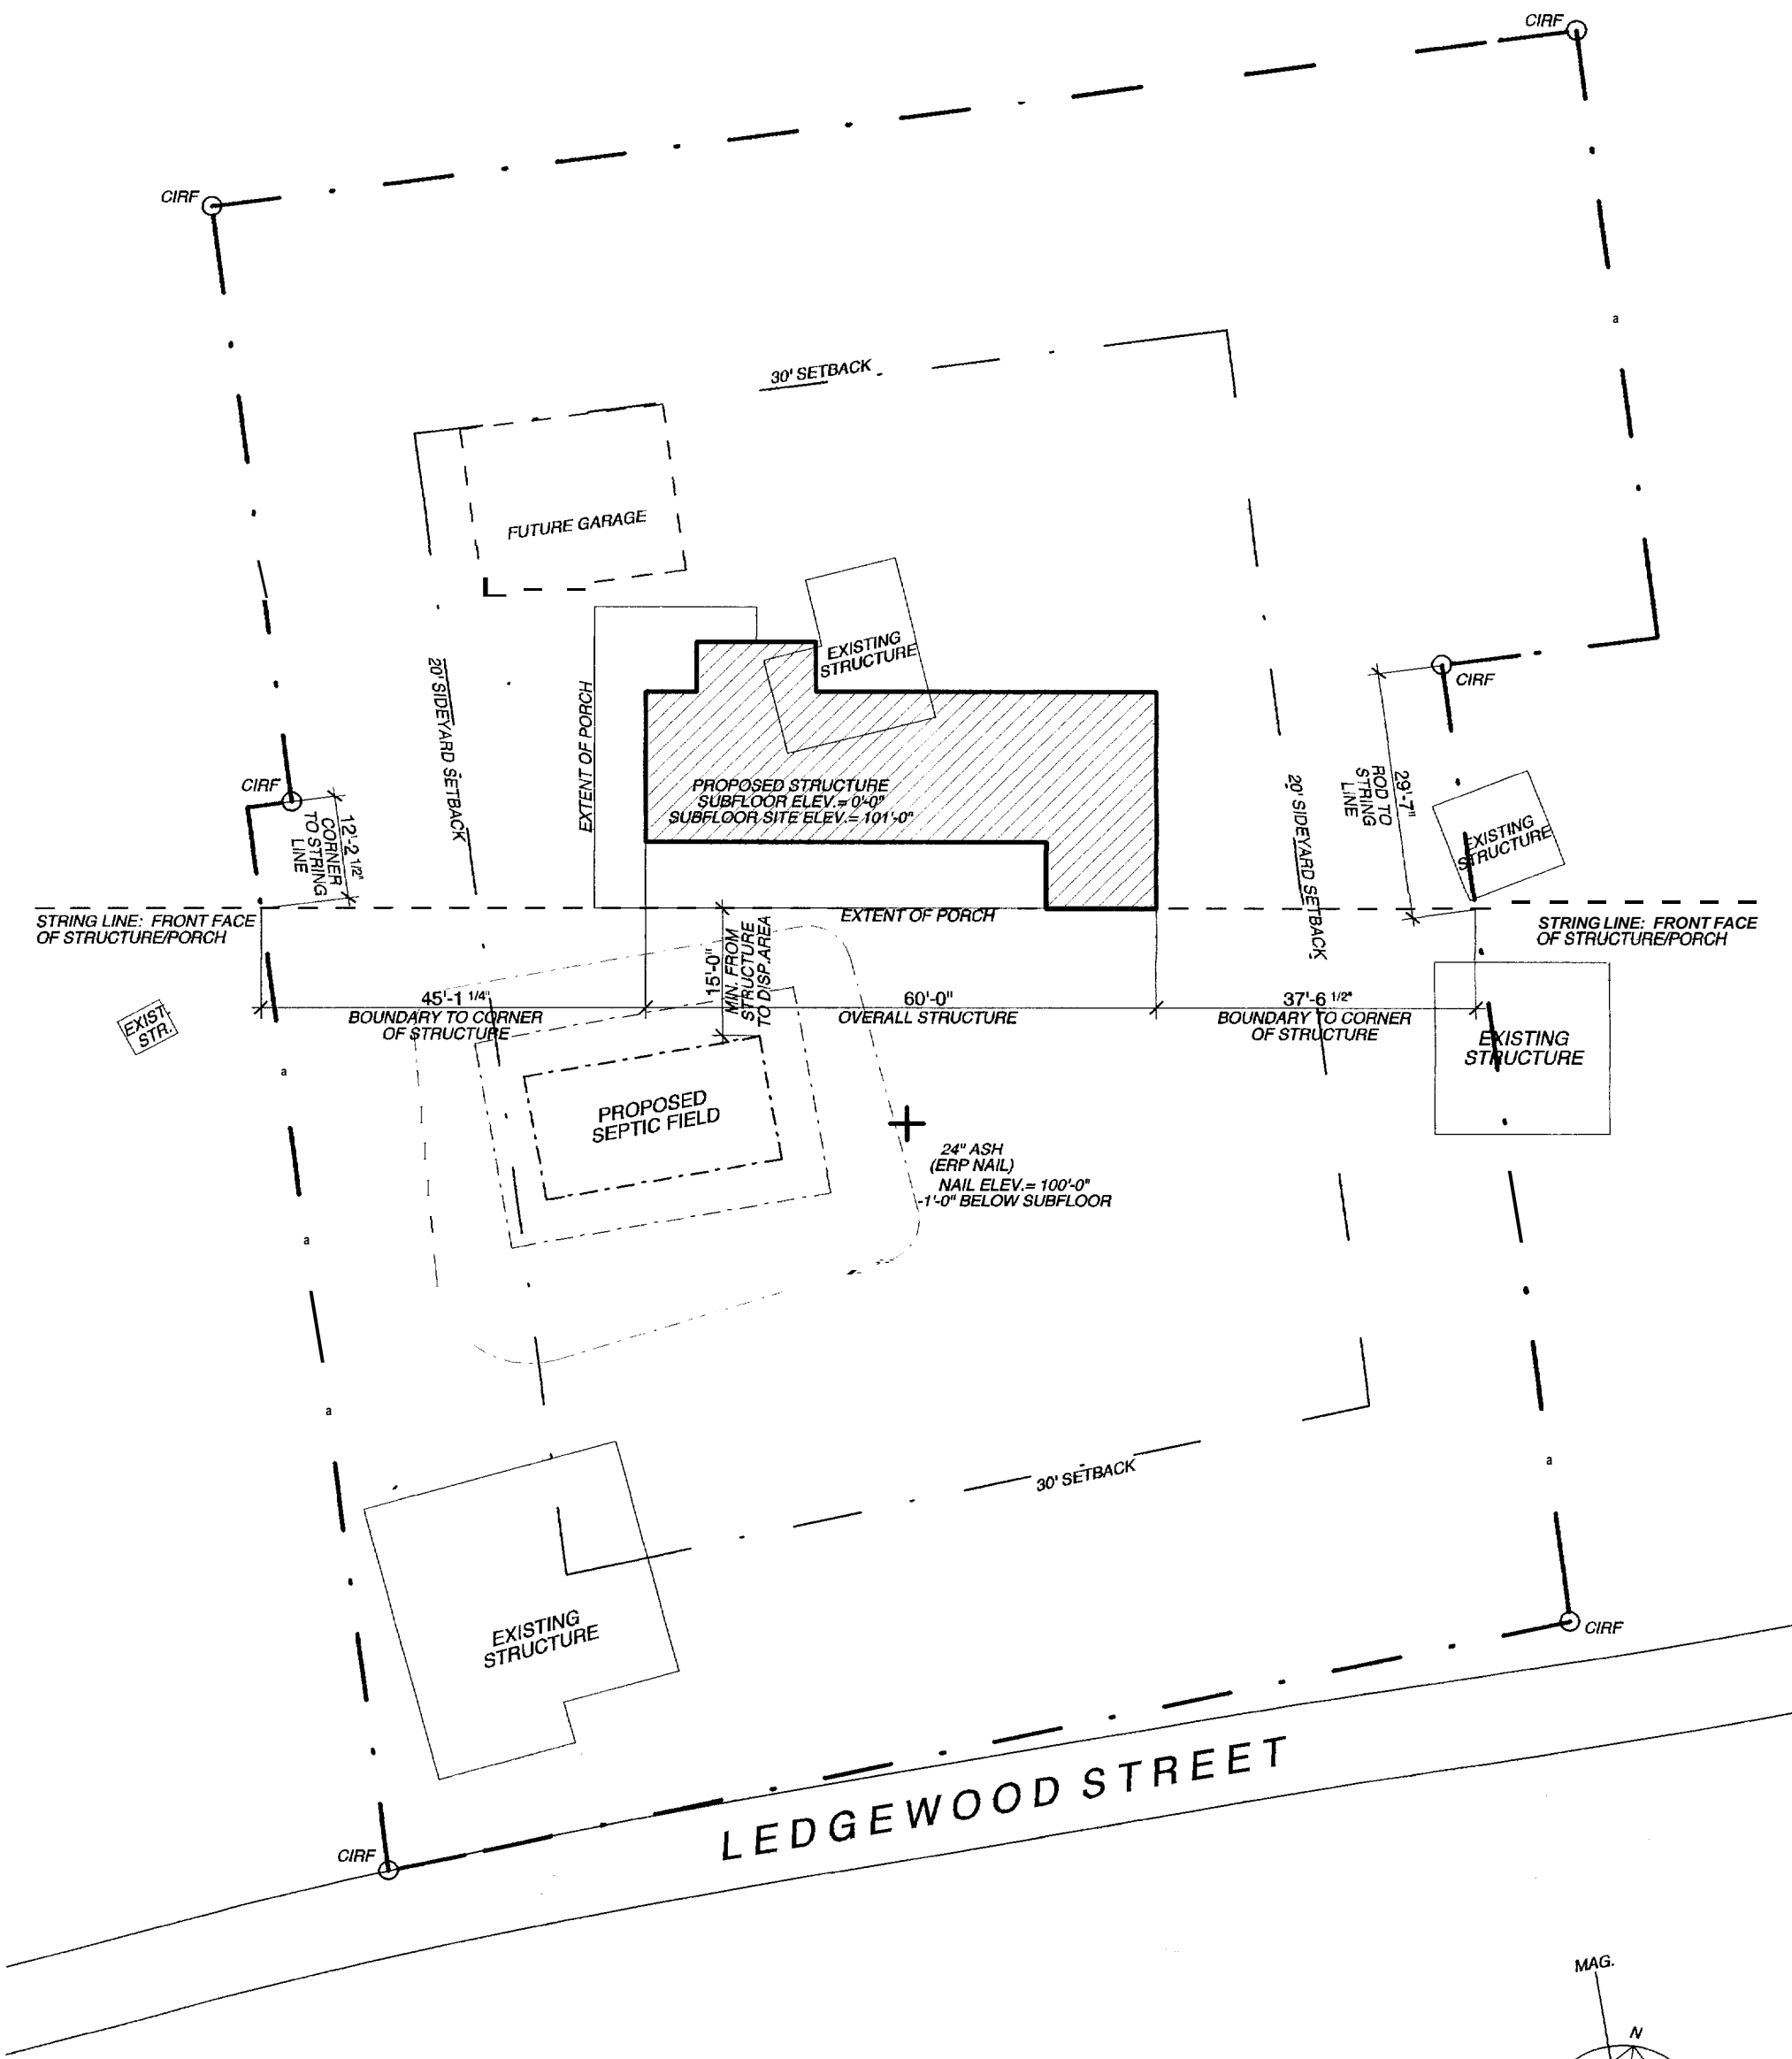 CIRF
CIRF
30' SETBACK
FUTURE GARAGE
EXISTING
STRUCTURE
20' SIDEYARD SETBACK
EXTENT OF PORCH
CIRF
CIRF
PROPOSED STRUCTURE
SUBFLOOR ELEV.= 0'-0"
SUBFLOOR SITE ELEV.= 101'-0"
12'-2 1/2"
CORNER
TO STRING
LINE
29'-7"
ROD TO
STRING
LINE
20' SIDEYARD SETBACK
EXISTING
STRUCTURE
STRING LINE: FRONT FACE
OF STRUCTURE/PORCH
EXTENT OF PORCH
STRING LINE: FRONT FACE
OF STRUCTURE/PORCH
15'-0"
MIN. FROM
STRUCTURE
TO DISP.AREA
45'-1 1/4"
BOUNDARY TO CORNER
OF STRUCTURE
60'-0"
OVERALL STRUCTURE
37'-6 1/2"
BOUNDARY TO CORNER
OF STRUCTURE
EXIST.
STR.
EXISTING
STRUCTURE
PROPOSED
SEPTIC FIELD
24" ASH
(ERP NAIL)
NAIL ELEV.= 100'-0"
-1'-0" BELOW SUBFLOOR
30' SETBACK
EXISTING
STRUCTURE
CIRF
CIRF
LEDGEWOOD STREET
MAG.
N
a
a
a
a
a